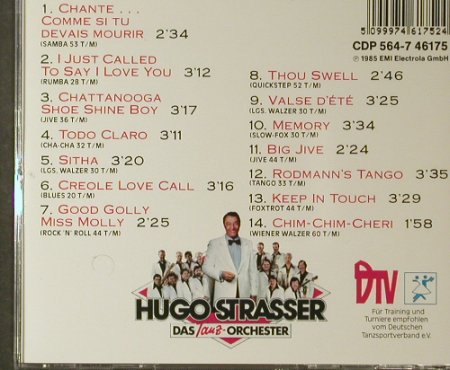 1. CHANTE ...
COMME SI TU
DEVAIS MOURIR 2'34
(SAMBA 53 T/M)
2. I JUST CALLED
TO SAY I LOVE YOU 3'12
(RUMBA 28 T/M)
3. CHATTANOOGA
SHOE SHINE BOY 3'17
(JIVE 36 T/M)
4. TODO CLARO 3'11
(CHA-CHA 32 T/M)
5. SITHA 3'20
(LGS. WALZER 30 T/M)
6. CREOLE LOVE CALL 3'16
(BLUES 20 T/M)
7. GOOD GOLLY
MISS MOLLY 2'25
(ROCK 'N' ROLL 44 T/M)
5 099974 617524
CDP 564-7 46175
℗ 1985 EMI Electrola GmbH
8. THOU SWELL 2'46
(QUICKSTEP 52 T/M)
9. VALSE D'ÉTÉ 3'25
(LGS. WALZER 30 T/M)
10. MEMORY 3'34
(SLOW-FOX 30 T/M)
11. BIG JIVE 2'24
(JIVE 44 T/M)
12. RODMANN'S TANGO 3'35
(TANGO 33 T/M)
13. KEEP IN TOUCH 3'29
(FOXTROT 44 T/M)
14. CHIM-CHIM-CHERI 1'58
(WIENER WALZER 60 T/M)
HUGO STRASSER
DAS Tanz-ORCHESTER
DTV
Für Training und
Turniere empfohlen
vom Deutschen
Tanzsportverband e.V.